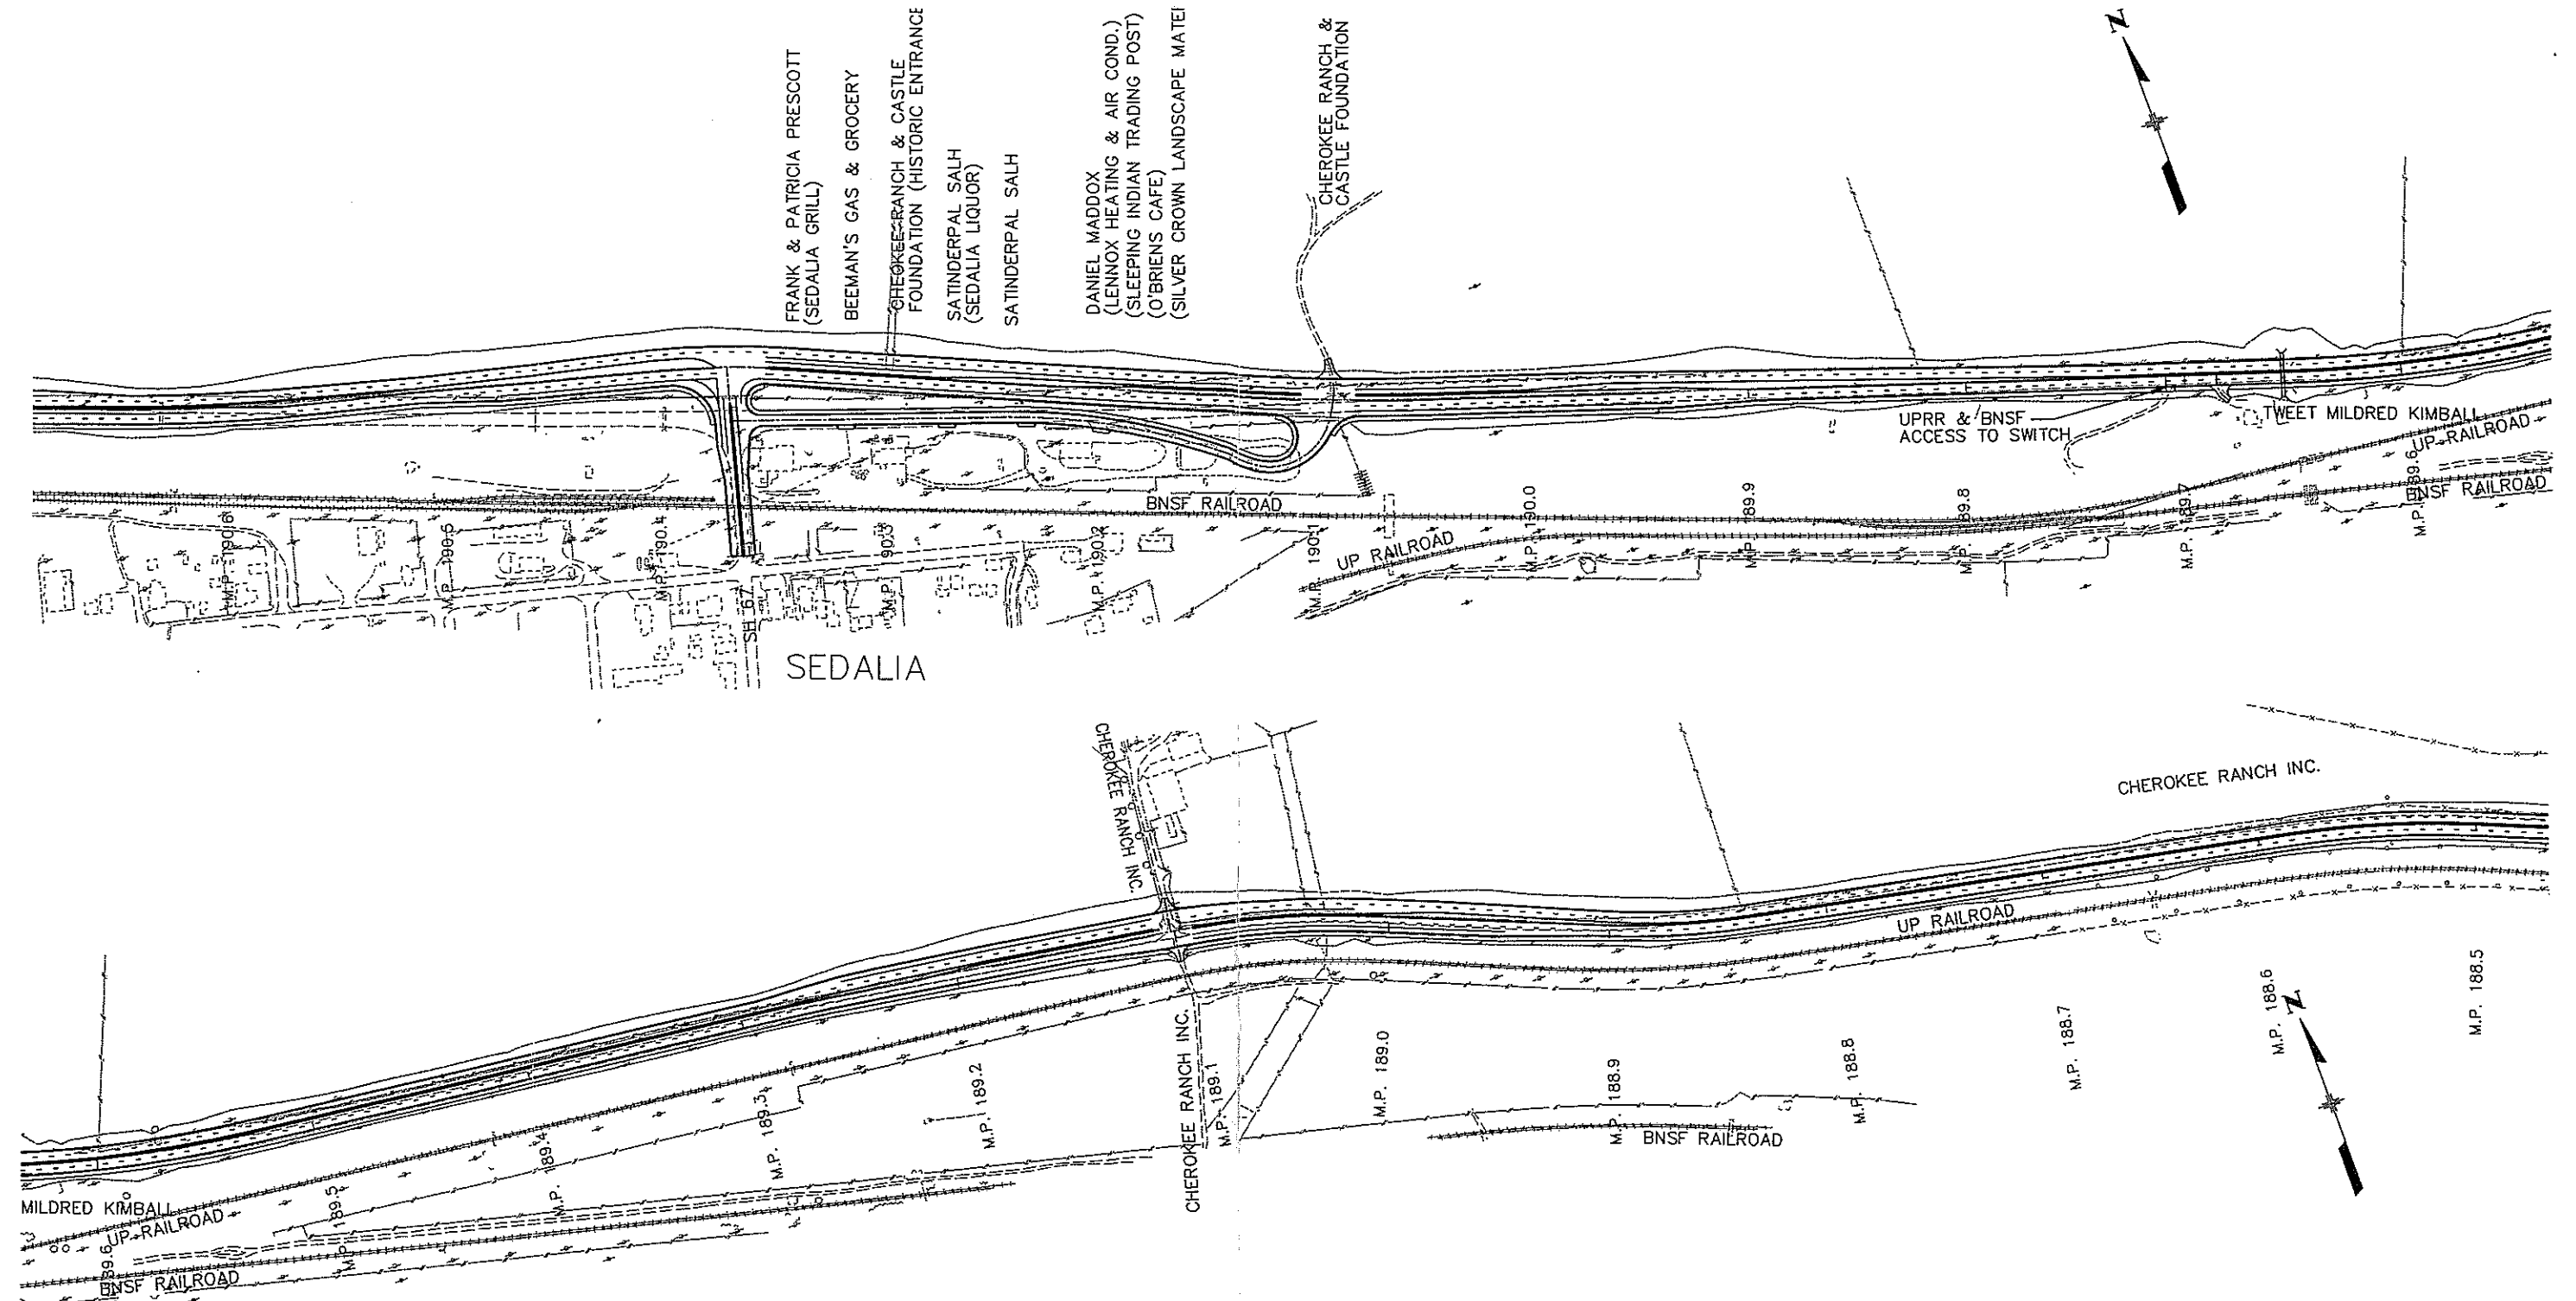 FRANK & PATRICIA PRESCOTT
(SEDALIA GRILL)
BEEMAN'S GAS & GROCERY
CHEROKEE RANCH & CASTLE
FOUNDATION (HISTORIC ENTRANCE
SATINDERPAL SALH
(SEDALIA LIQUOR)
SATINDERPAL SALH
DANIEL MADDOX
(LENNOX HEATING & AIR COND.)
(SLEEPING INDIAN TRADING POST)
(O'BRIENS CAFE)
(SILVER CROWN LANDSCAPE MATE
CHEROKEE RANCH &
CASTLE FOUNDATION
N
UPRR & BNSF
ACCESS TO SWITCH
TWEET MILDRED KIMBALL
UP RAILROAD
BNSF RAILROAD
BNSF RAILROAD
UP RAILROAD
M.P. 190.6
M.P. 190.5
M.P. 190.4
M.P. 190.3
M.P. 190.2
M.P. 190.1
M.P. 190.0
M.P. 189.9
M.P. 189.8
M.P. 189.7
M.P. 189.6
SH 67
SEDALIA
CHEROKEE RANCH INC.
CHEROKEE RANCH INC.
UP RAILROAD
MILDRED KIMBALL
UP RAILROAD
BNSF RAILROAD
89.6
M.P. 189.5
M.P. 189.4
M.P. 189.3
M.P. 189.2
CHEROKEE RANCH INC.
M.P. 189.1
M.P. 189.0
M.P. 188.9
BNSF RAILROAD
M.P. 188.8
M.P. 188.7
M.P. 188.6
M.P. 188.5
N